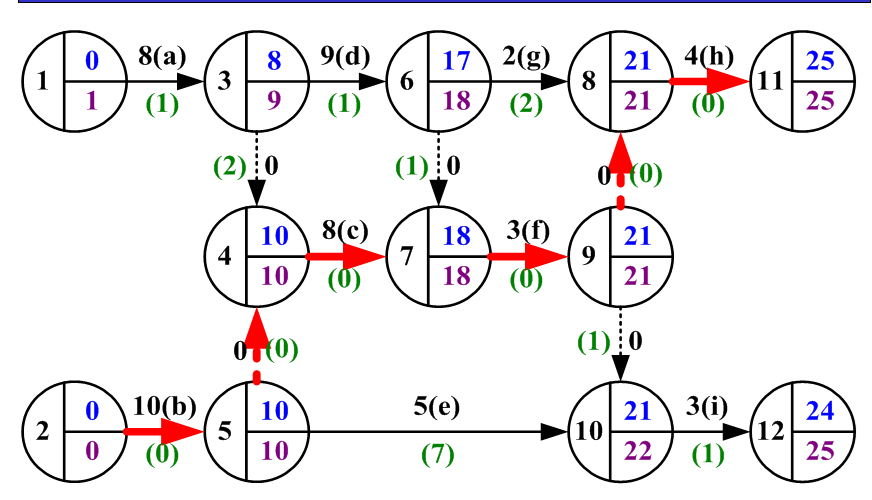 8(a) 9(d) 2(g) 4(h)
1 0 1 3 8 9 6 17 18 8 21 21 11 25 25
(1) (1) (2) (0)
(2) 0 (1) 0 0 (0)
8(c) 3(f)
4 10 10 7 18 18 9 21 21
(0) (0)
0 (0) (1) 0
10(b) 5(e) 3(i)
2 0 0 5 10 10 10 21 22 12 24 25
(0) (7) (1)